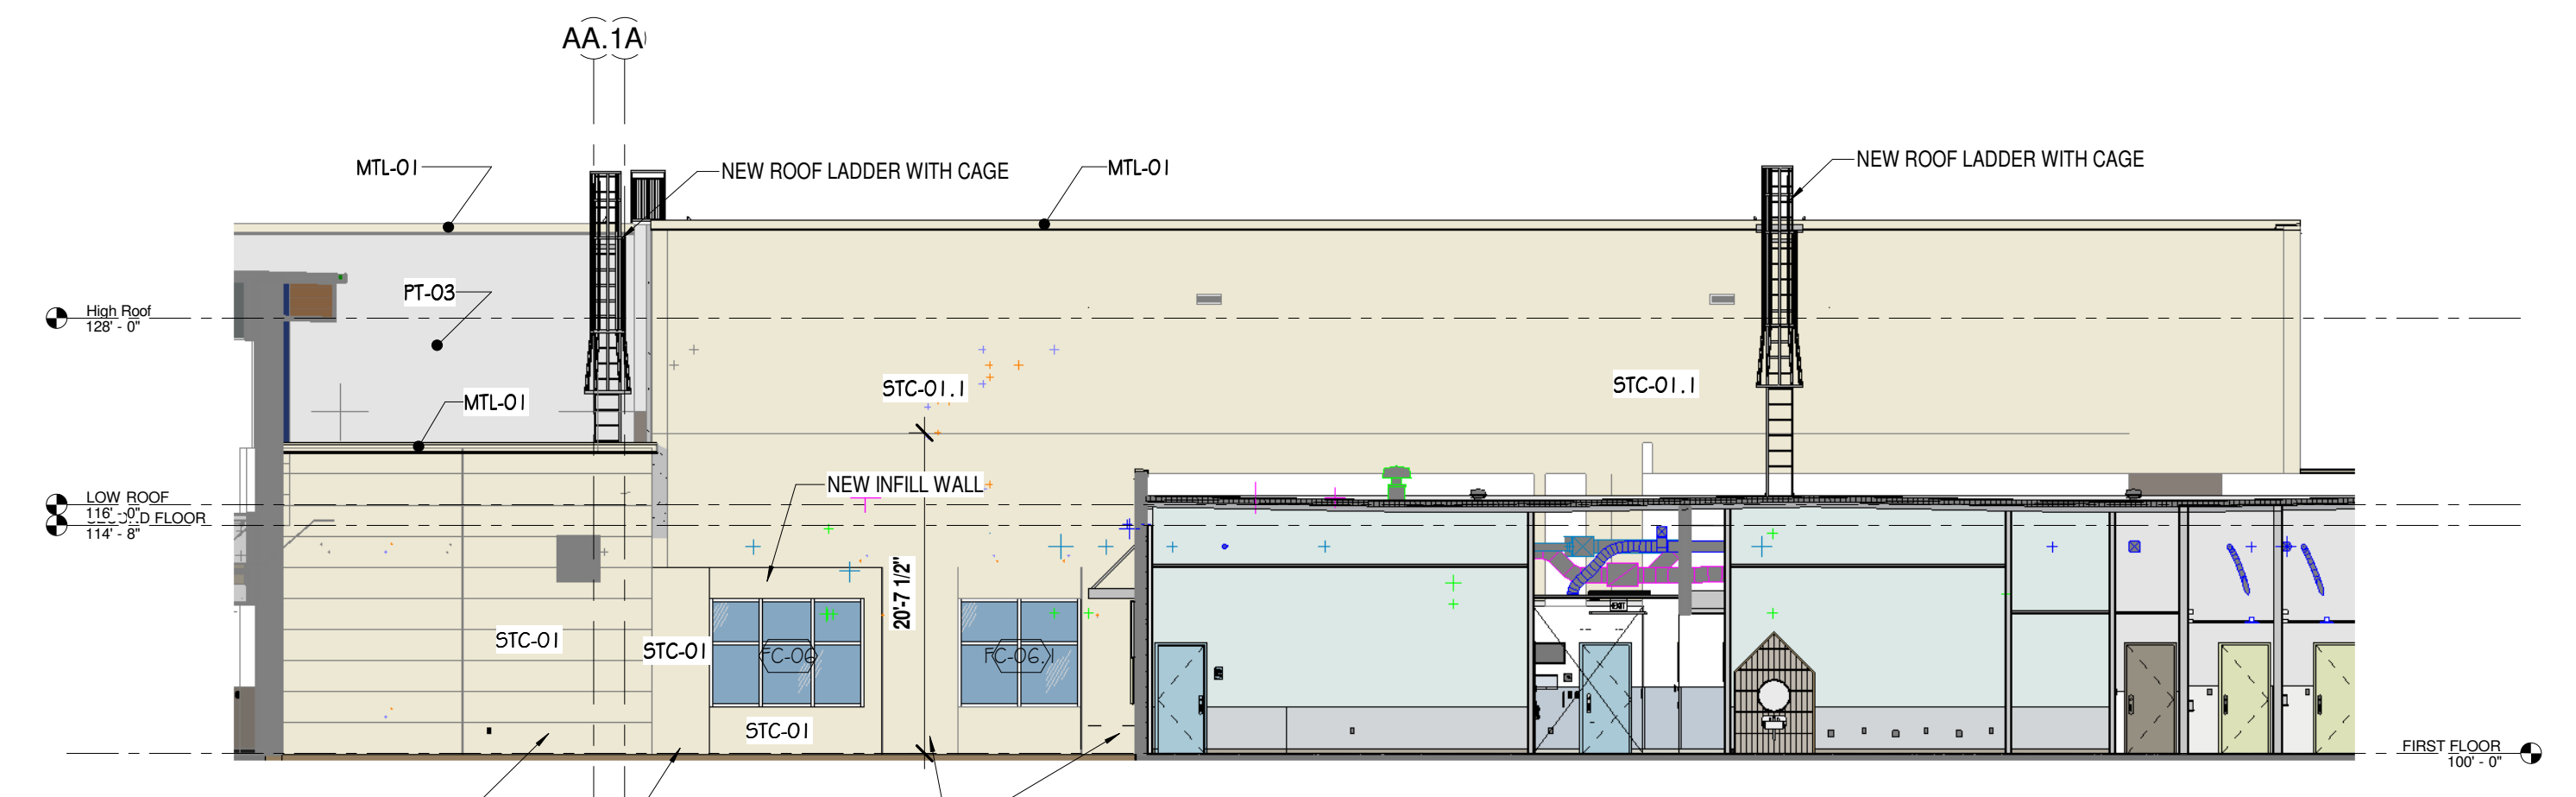 AA.1A
MTL-01
NEW ROOF LADDER WITH CAGE
MTL-01
NEW ROOF LADDER WITH CAGE
PT-03
High Roof
128' - 0"
STC-01.1
STC-01.1
MTL-01
NEW INFILL WALL
LOW ROOF
116' - 0"
SECOND FLOOR
114' - 8"
20'-7 1/2"
EXIT
STC-01
STC-01
FC-06
FC-06.1
STC-01
FIRST FLOOR
100' - 0"